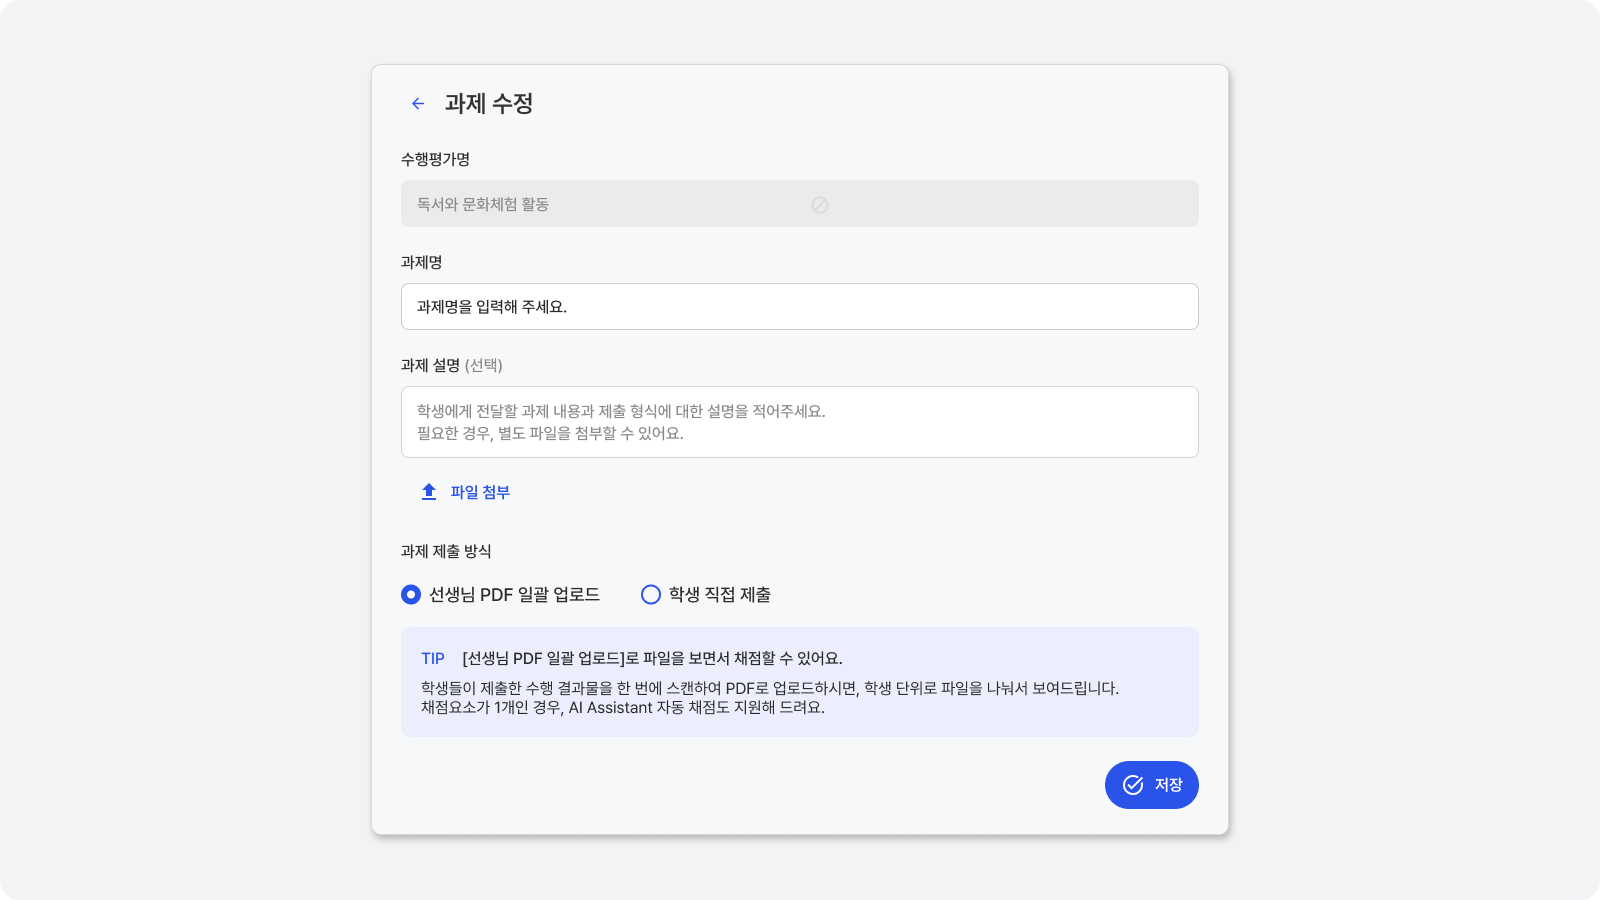 과제 수정
수행평가명
독서와 문화체험 활동
과제명
과제명을 입력해 주세요.
과제 설명 (선택)
학생에게 전달할 과제 내용과 제출 형식에 대한 설명을 적어주세요.
필요한 경우, 별도 파일을 첨부할 수 있어요.
파일 첨부
과제 제출 방식
선생님 PDF 일괄 업로드 학생 직접 제출
TIP [선생님 PDF 일괄 업로드]로 파일을 보면서 채점할 수 있어요.
학생들이 제출한 수행 결과물을 한 번에 스캔하여 PDF로 업로드하시면, 학생 단위로 파일을 나눠서 보여드립니다.
채점요소가 1개인 경우, AI Assistant 자동 채점도 지원해 드려요.
저장